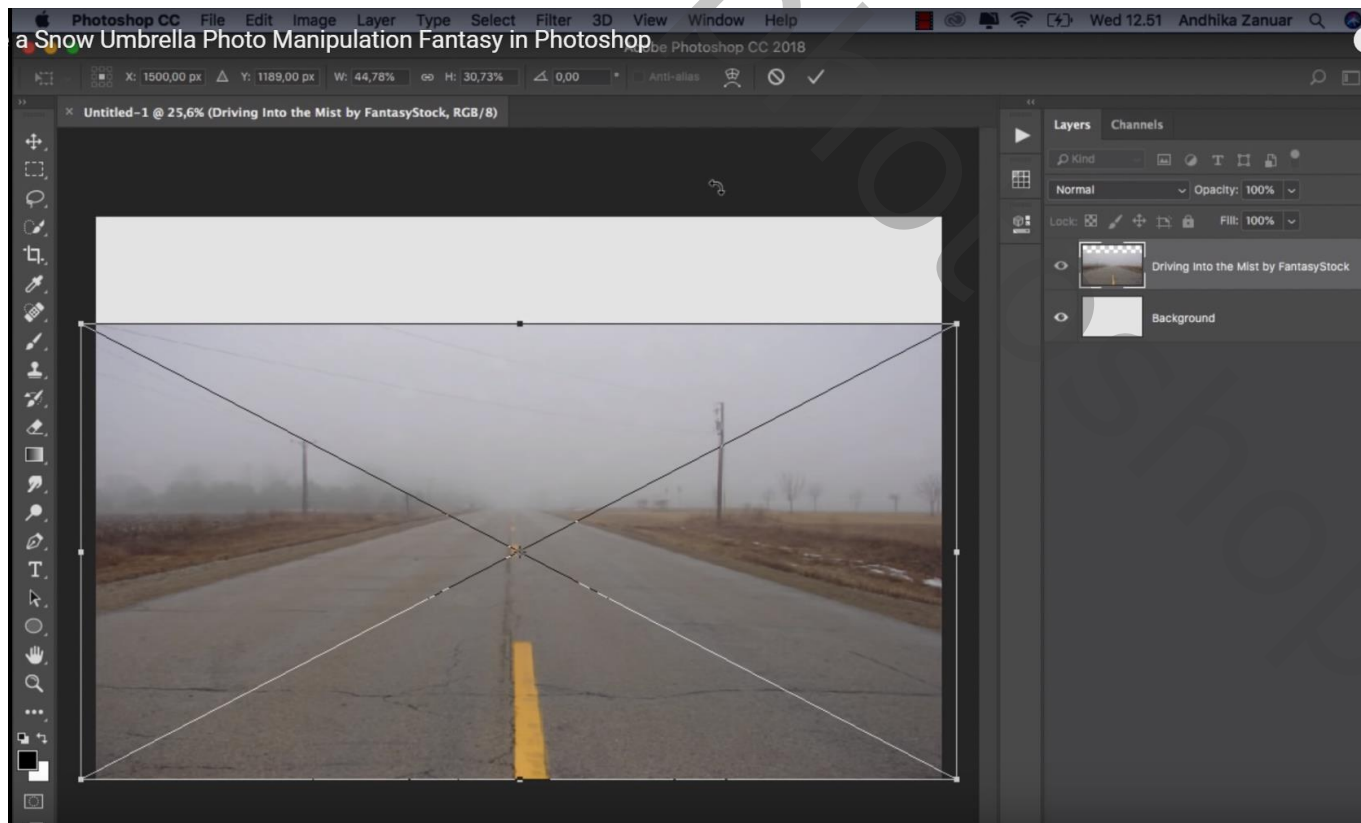 Photoshop CC File Edit Image Layer Type Select Filter 3D View Window Help Wed 12.51 Andhika Zanuar
a Snow Umbrella Photo Manipulation Fantasy in Photoshop
Adobe Photoshop CC 2018
X: 1500,00 px Y: 1189,00 px W: 44,78% H: 30,73% 0,00 ° Anti-alias
× Untitled-1 @ 25,6% (Driving Into the Mist by FantasyStock, RGB/8)
Layers Channels
Kind
Normal Opacity: 100%
Lock: Fill: 100%
Driving Into the Mist by FantasyStock
Background
Photoshop